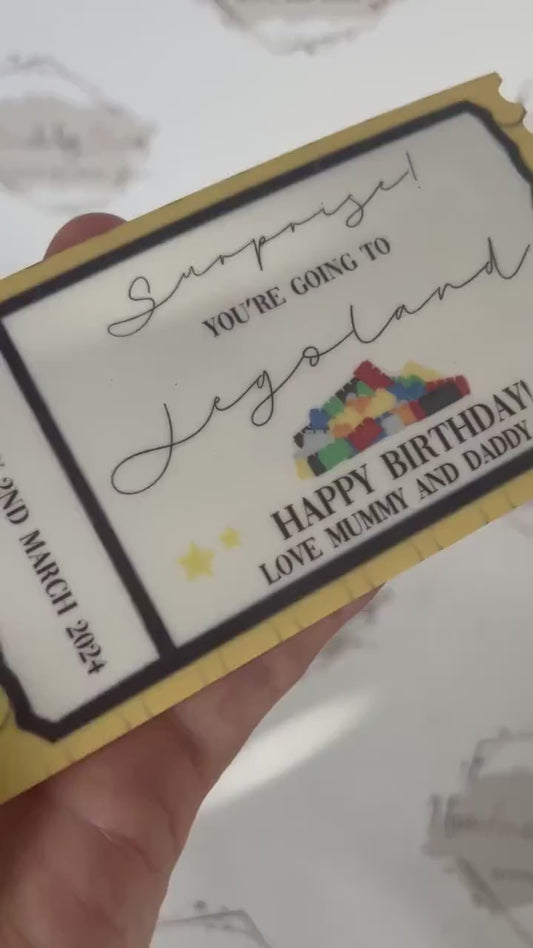 Surprise!
YOU'RE GOING TO
Legoland
HAPPY BIRTHDAY!
LOVE MUMMY AND DADDY
2ND MARCH 2024